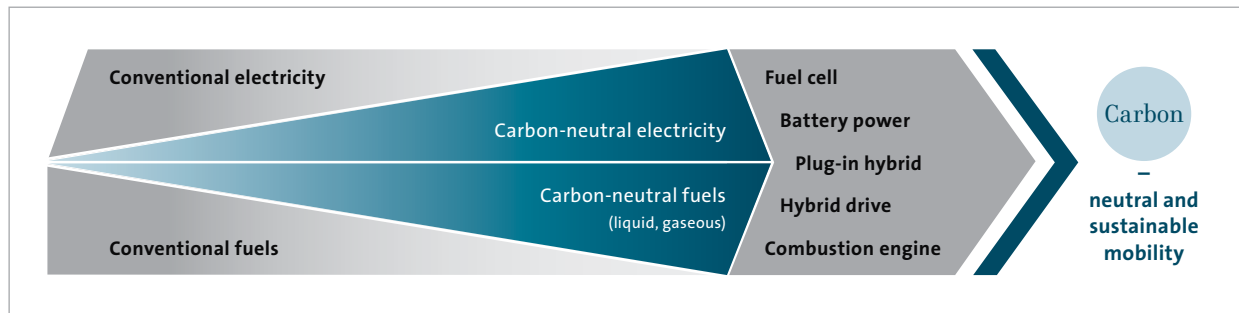 Conventional electricity
Carbon-neutral electricity
Carbon-neutral fuels
(liquid, gaseous)
Conventional fuels
Fuel cell
Battery power
Plug-in hybrid
Hybrid drive
Combustion engine
Carbon
–
neutral and
sustainable
mobility